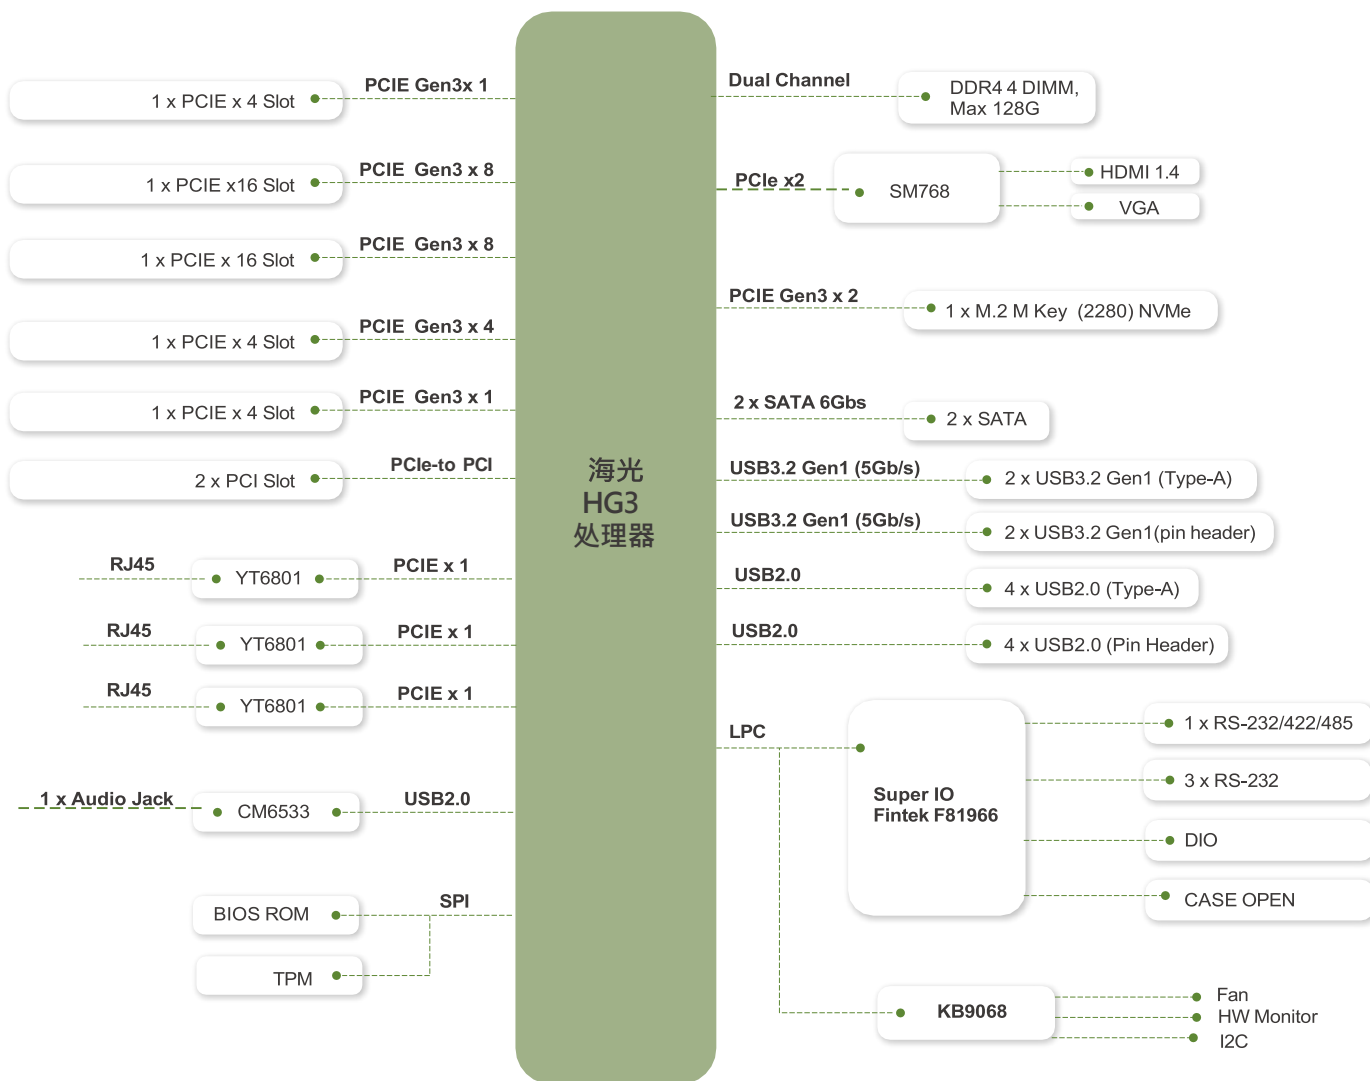 PCIE Gen3x 1
1 x PCIE x 4 Slot
PCIE Gen3 x 8
1 x PCIE x16 Slot
PCIE Gen3 x 8
1 x PCIE x 16 Slot
PCIE Gen3 x 4
1 x PCIE x 4 Slot
PCIE Gen3 x 1
1 x PCIE x 4 Slot
PCIe-to PCI
2 x PCI Slot
RJ45
YT6801
PCIE x 1
RJ45
YT6801
PCIE x 1
RJ45
YT6801
PCIE x 1
1 x Audio Jack
CM6533
USB2.0
BIOS ROM
SPI
TPM
海光
HG3
处理器
Dual Channel
DDR4 4 DIMM,
Max 128G
PCIe x2
SM768
HDMI 1.4
VGA
PCIE Gen3 x 2
1 x M.2 M Key (2280) NVMe
2 x SATA 6Gbs
2 x SATA
USB3.2 Gen1 (5Gb/s)
2 x USB3.2 Gen1 (Type-A)
USB3.2 Gen1 (5Gb/s)
2 x USB3.2 Gen1(pin header)
USB2.0
4 x USB2.0 (Type-A)
USB2.0
4 x USB2.0 (Pin Header)
LPC
Super IO
Fintek F81966
1 x RS-232/422/485
3 x RS-232
DIO
CASE OPEN
KB9068
Fan
HW Monitor
I2C